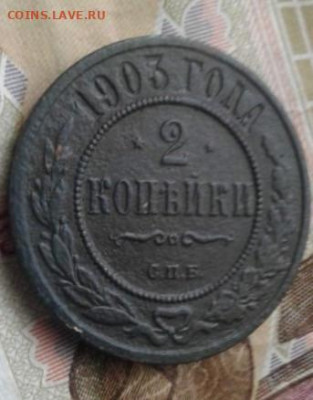 COINS.LAVE.RU
1903 ГОДА
2
КОПѢЙКИ
С.П.Б.